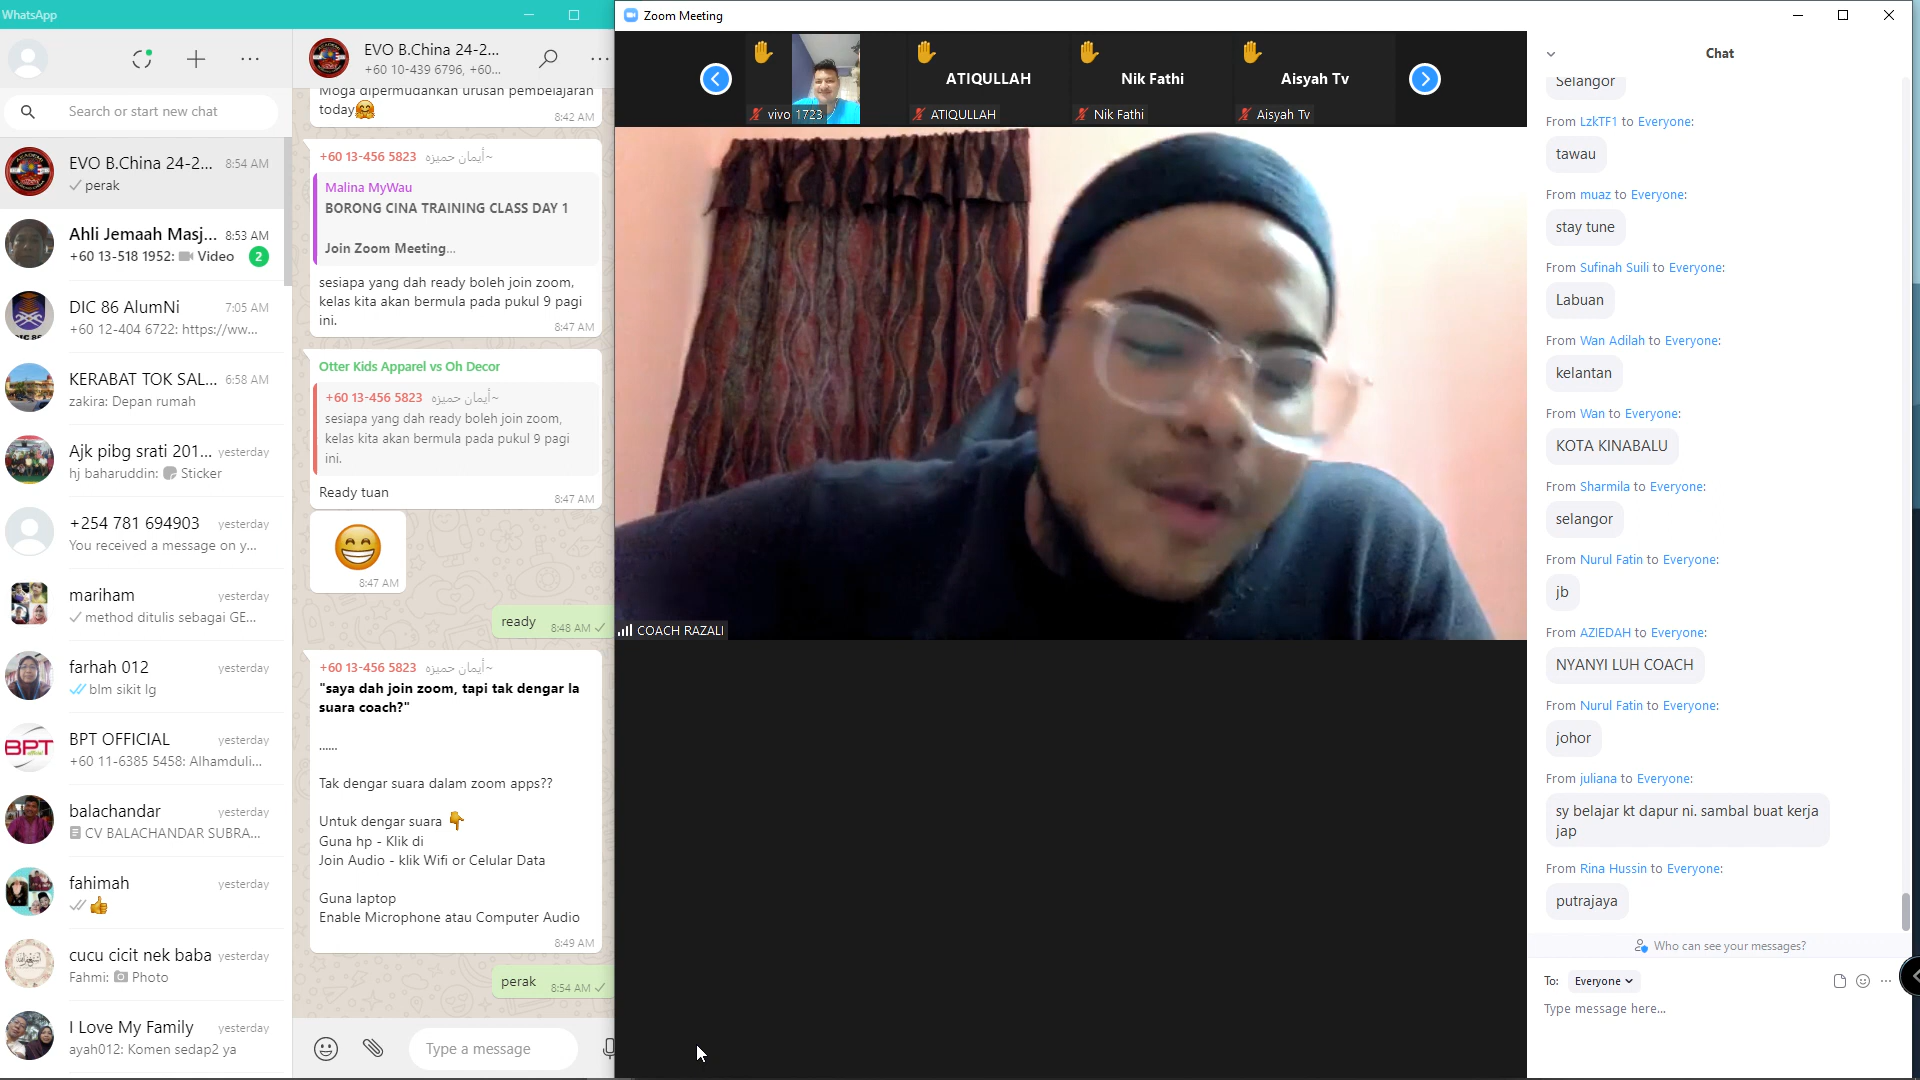 WhatsApp
Search or start new chat
EVO B.China 24-2...
8:54 AM
perak
Ahli Jemaah Masj...
8:53 AM
+60 13-518 1952: Video
2
DIC 86 AlumNi
7:05 AM
+60 12-404 6722: https://ww...
KERABAT TOK SAL...
6:58 AM
zakira: Depan rumah
Ajk pibg srati 201...
yesterday
hj baharuddin: Sticker
+254 781 694903
yesterday
You received a message on y...
mariham
yesterday
method ditulis sebagai GE...
farhah 012
yesterday
blm sikit lg
BPT OFFICIAL
yesterday
+60 11-6385 5458: Alhamduli...
BPT
balachandar
yesterday
CV BALACHANDAR SUBRA...
fahimah
yesterday
👍
cucu cicit nek baba
yesterday
Fahmi: Photo
I Love My Family
yesterday
ayah012: Komen sedap2 ya
EVO B.China 24-2...
+60 10-439 6796, +60...
Moga dipermudahkan urusan pembelajaran
today🤗
8:42 AM
+60 13-456 5823 ~أيمان حميزه
Malina MyWau
BORONG CINA TRAINING CLASS DAY 1
Join Zoom Meeting...
sesiapa yang dah ready boleh join zoom,
kelas kita akan bermula pada pukul 9 pagi
ini.
8:47 AM
Otter Kids Apparel vs Oh Decor
+60 13-456 5823 ~أيمان حميزه
sesiapa yang dah ready boleh join zoom,
kelas kita akan bermula pada pukul 9 pagi
ini.
Ready tuan
8:47 AM
😁
8:47 AM
ready
8:48 AM
+60 13-456 5823 ~أيمان حميزه
"saya dah join zoom, tapi tak dengar la
suara coach?"
......
Tak dengar suara dalam zoom apps??
Untuk dengar suara 👇
Guna hp - Klik di
Join Audio - klik Wifi or Celular Data
Guna laptop
Enable Microphone atau Computer Audio
8:49 AM
perak
8:54 AM
Type a message
Zoom Meeting
vivo 1723
ATIQULLAH
ATIQULLAH
Nik Fathi
Nik Fathi
Aisyah Tv
Aisyah Tv
COACH RAZALI
Chat
Selangor
From LzkTF1 to Everyone:
tawau
From muaz to Everyone:
stay tune
From Sufinah Suili to Everyone:
Labuan
From Wan Adilah to Everyone:
kelantan
From Wan to Everyone:
KOTA KINABALU
From Sharmila to Everyone:
selangor
From Nurul Fatin to Everyone:
jb
From AZIEDAH to Everyone:
NYANYI LUH COACH
From Nurul Fatin to Everyone:
johor
From juliana to Everyone:
sy belajar kt dapur ni. sambal buat kerja
jap
From Rina Hussin to Everyone:
putrajaya
Who can see your messages?
To: Everyone
Type message here...